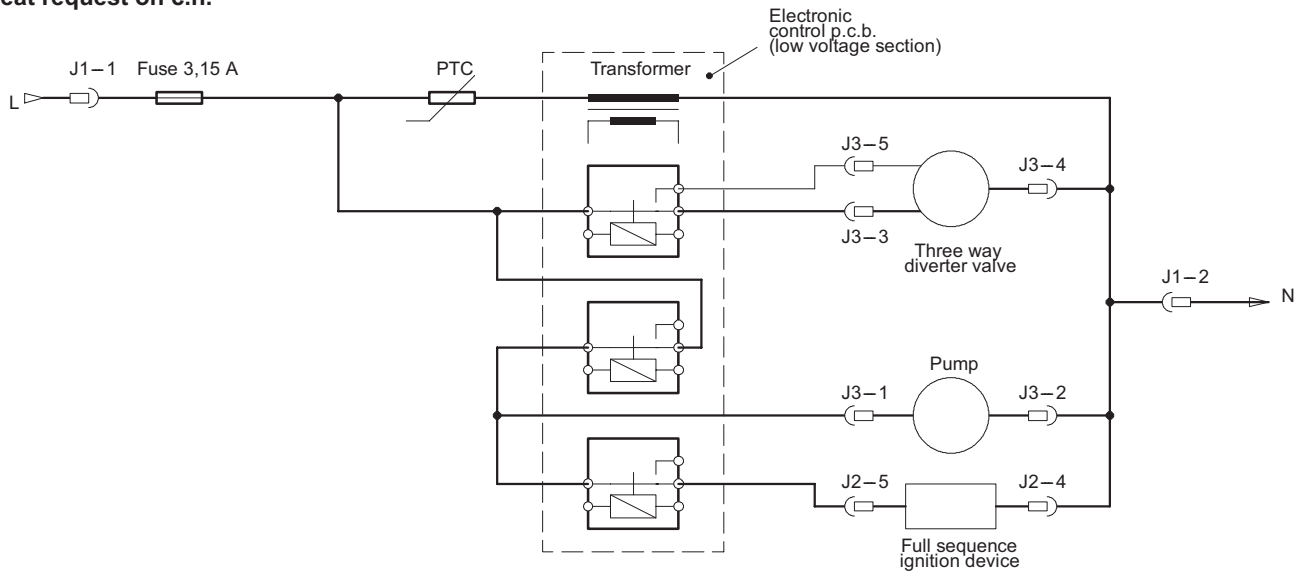 eat request on c.h.
Electronic
control p.c.b.
(low voltage section)
J1–1
Fuse 3,15 A
PTC
Transformer
L
J3–5
J3–4
J3–3
Three way
diverter valve
J1–2
N
Pump
J3–1
J3–2
J2–5
J2–4
Full sequence
ignition device